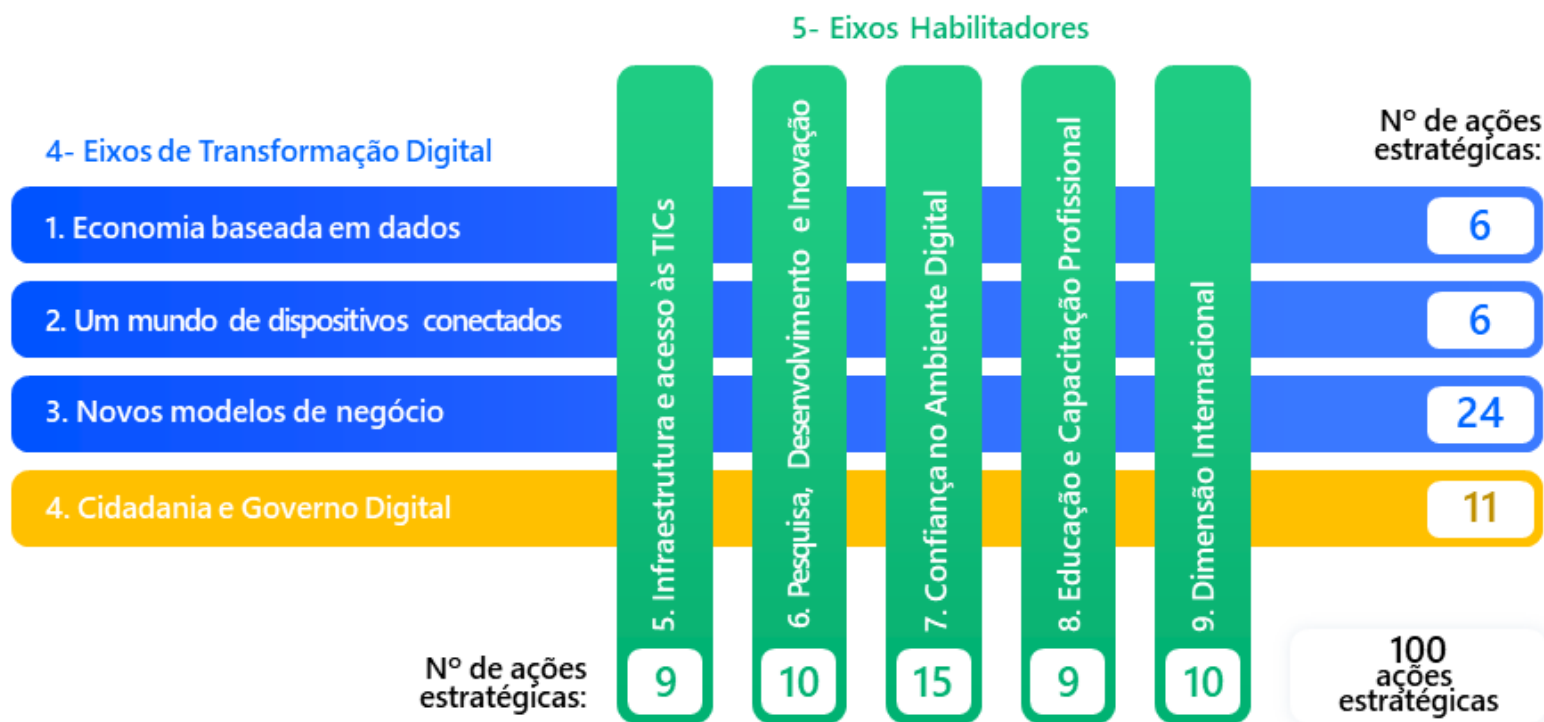 5- Eixos Habilitadores
4- Eixos de Transformação Digital
Nº de ações
estratégicas:
1. Economia baseada em dados
6
2. Um mundo de dispositivos conectados
6
3. Novos modelos de negócio
24
4. Cidadania e Governo Digital
11
5. Infraestrutura e acesso às TICs
6. Pesquisa, Desenvolvimento e Inovação
7. Confiança no Ambiente Digital
8. Educação e Capacitação Profissional
9. Dimensão Internacional
Nº de ações
estratégicas:
9
10
15
9
10
100
ações
estratégicas